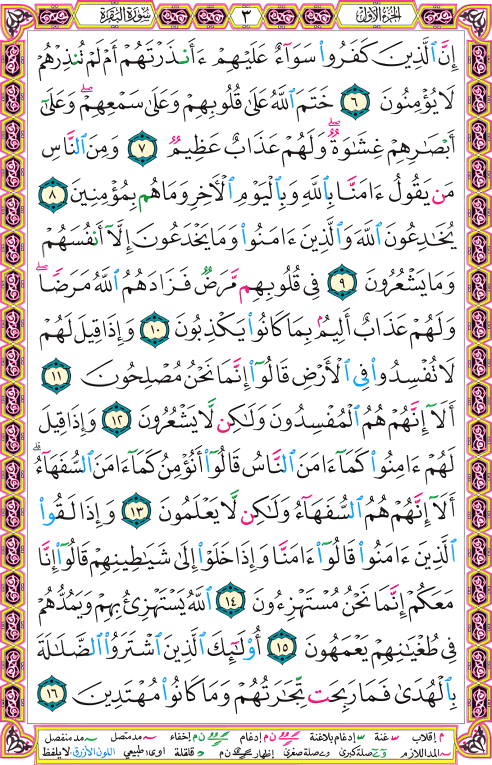 الجزء الأول ٣ سورة البقرة
إِنَّ ٱلَّذِينَ كَفَرُوا۟ سَوَآءٌ عَلَيْهِمْ ءَأَنذَرْتَهُمْ أَمْ لَمْ تُنذِرْهُمْ
لَا يُؤْمِنُونَ ٦ خَتَمَ ٱللَّهُ عَلَىٰ قُلُوبِهِمْ وَعَلَىٰ سَمْعِهِمْ ۖ وَعَلَىٰٓ
أَبْصَـٰرِهِمْ غِشَـٰوَةٌ ۖ وَلَهُمْ عَذَابٌ عَظِيمٌ ٧ وَمِنَ ٱلنَّاسِ
مَن يَقُولُ ءَامَنَّا بِٱللَّهِ وَبِٱلْيَوْمِ ٱلْـَٔاخِرِ وَمَا هُم بِمُؤْمِنِينَ ٨
يُخَـٰدِعُونَ ٱللَّهَ وَٱلَّذِينَ ءَامَنُوا۟ وَمَا يَخْدَعُونَ إِلَّآ أَنفُسَهُمْ
وَمَا يَشْعُرُونَ ٩ فِى قُلُوبِهِم مَّرَضٌ فَزَادَهُمُ ٱللَّهُ مَرَضًا ۖ
وَلَهُمْ عَذَابٌ أَلِيمٌۢ بِمَا كَانُوا۟ يَكْذِبُونَ ١٠ وَإِذَا قِيلَ لَهُمْ
لَا تُفْسِدُوا۟ فِى ٱلْأَرْضِ قَالُوٓا۟ إِنَّمَا نَحْنُ مُصْلِحُونَ ١١
أَلَآ إِنَّهُمْ هُمُ ٱلْمُفْسِدُونَ وَلَـٰكِن لَّا يَشْعُرُونَ ١٢ وَإِذَا قِيلَ
لَهُمْ ءَامِنُوا۟ كَمَآ ءَامَنَ ٱلنَّاسُ قَالُوٓا۟ أَنُؤْمِنُ كَمَآ ءَامَنَ ٱلسُّفَهَآءُ ۗ
أَلَآ إِنَّهُمْ هُمُ ٱلسُّفَهَآءُ وَلَـٰكِن لَّا يَعْلَمُونَ ١٣ وَإِذَا لَقُوا۟
ٱلَّذِينَ ءَامَنُوا۟ قَالُوٓا۟ ءَامَنَّا وَإِذَا خَلَوْا۟ إِلَىٰ شَيَـٰطِينِهِمْ قَالُوٓا۟ إِنَّا
مَعَكُمْ إِنَّمَا نَحْنُ مُسْتَهْزِءُونَ ١٤ ٱللَّهُ يَسْتَهْزِئُ بِهِمْ وَيَمُدُّهُمْ
فِى طُغْيَـٰنِهِمْ يَعْمَهُونَ ١٥ أُو۟لَـٰٓئِكَ ٱلَّذِينَ ٱشْتَرَوُا۟ ٱلضَّلَـٰلَةَ
بِٱلْهُدَىٰ فَمَا رَبِحَت تِّجَـٰرَتُهُمْ وَمَا كَانُوا۟ مُهْتَدِينَ ١٦
م إقلاب غنة إدغام بلاغنة ن م إدغام ن م إخفاء مد متصل مد منفصل
المد اللازم صلة كبرى صلة صغرى إظهار ن م قلقلة اوى: طبيعي اللون الأزرق: لا يلفظ